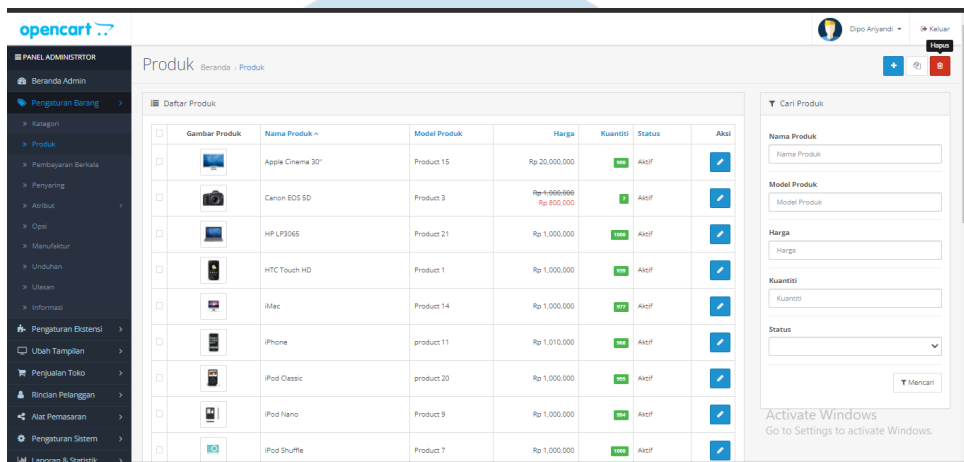 opencart
Dipo Ariyandi
Keluar
Hapus
PANEL ADMINISTRTOR
Beranda Admin
Pengaturan Barang
» Kategori
» Produk
» Pembayaran Berkala
» Penyaring
» Atribut
» Opsi
» Manufaktur
» Unduhan
» Ulasan
» Informasi
Pengaturan Ekstensi
Ubah Tampilan
Penjualan Toko
Rincian Pelanggan
Alat Pemasaran
Pengaturan Sistem
Laporan & Statistik
Produk Beranda › Produk
Daftar Produk
Gambar Produk Nama Produk Model Produk Harga Kuantiti Status Aksi
Apple Cinema 30" Product 15 Rp 20,000,000 Aktif
Canon EOS 5D Product 3 Rp 1,000,000 7 Aktif
Rp 800,000
HP LP3065 Product 21 Rp 1,000,000 1000 Aktif
HTC Touch HD Product 1 Rp 1,000,000 939 Aktif
iMac Product 14 Rp 1,000,000 977 Aktif
iPhone product 11 Rp 1,010,000 Aktif
iPod Classic product 20 Rp 1,000,000 995 Aktif
iPod Nano Product 9 Rp 1,000,000 994 Aktif
iPod Shuffle Product 7 Rp 1,000,000 1000 Aktif
Cari Produk
Nama Produk
Nama Produk
Model Produk
Model Produk
Harga
Harga
Kuantiti
Kuantiti
Status
Mencari
Activate Windows
Go to Settings to activate Windows.